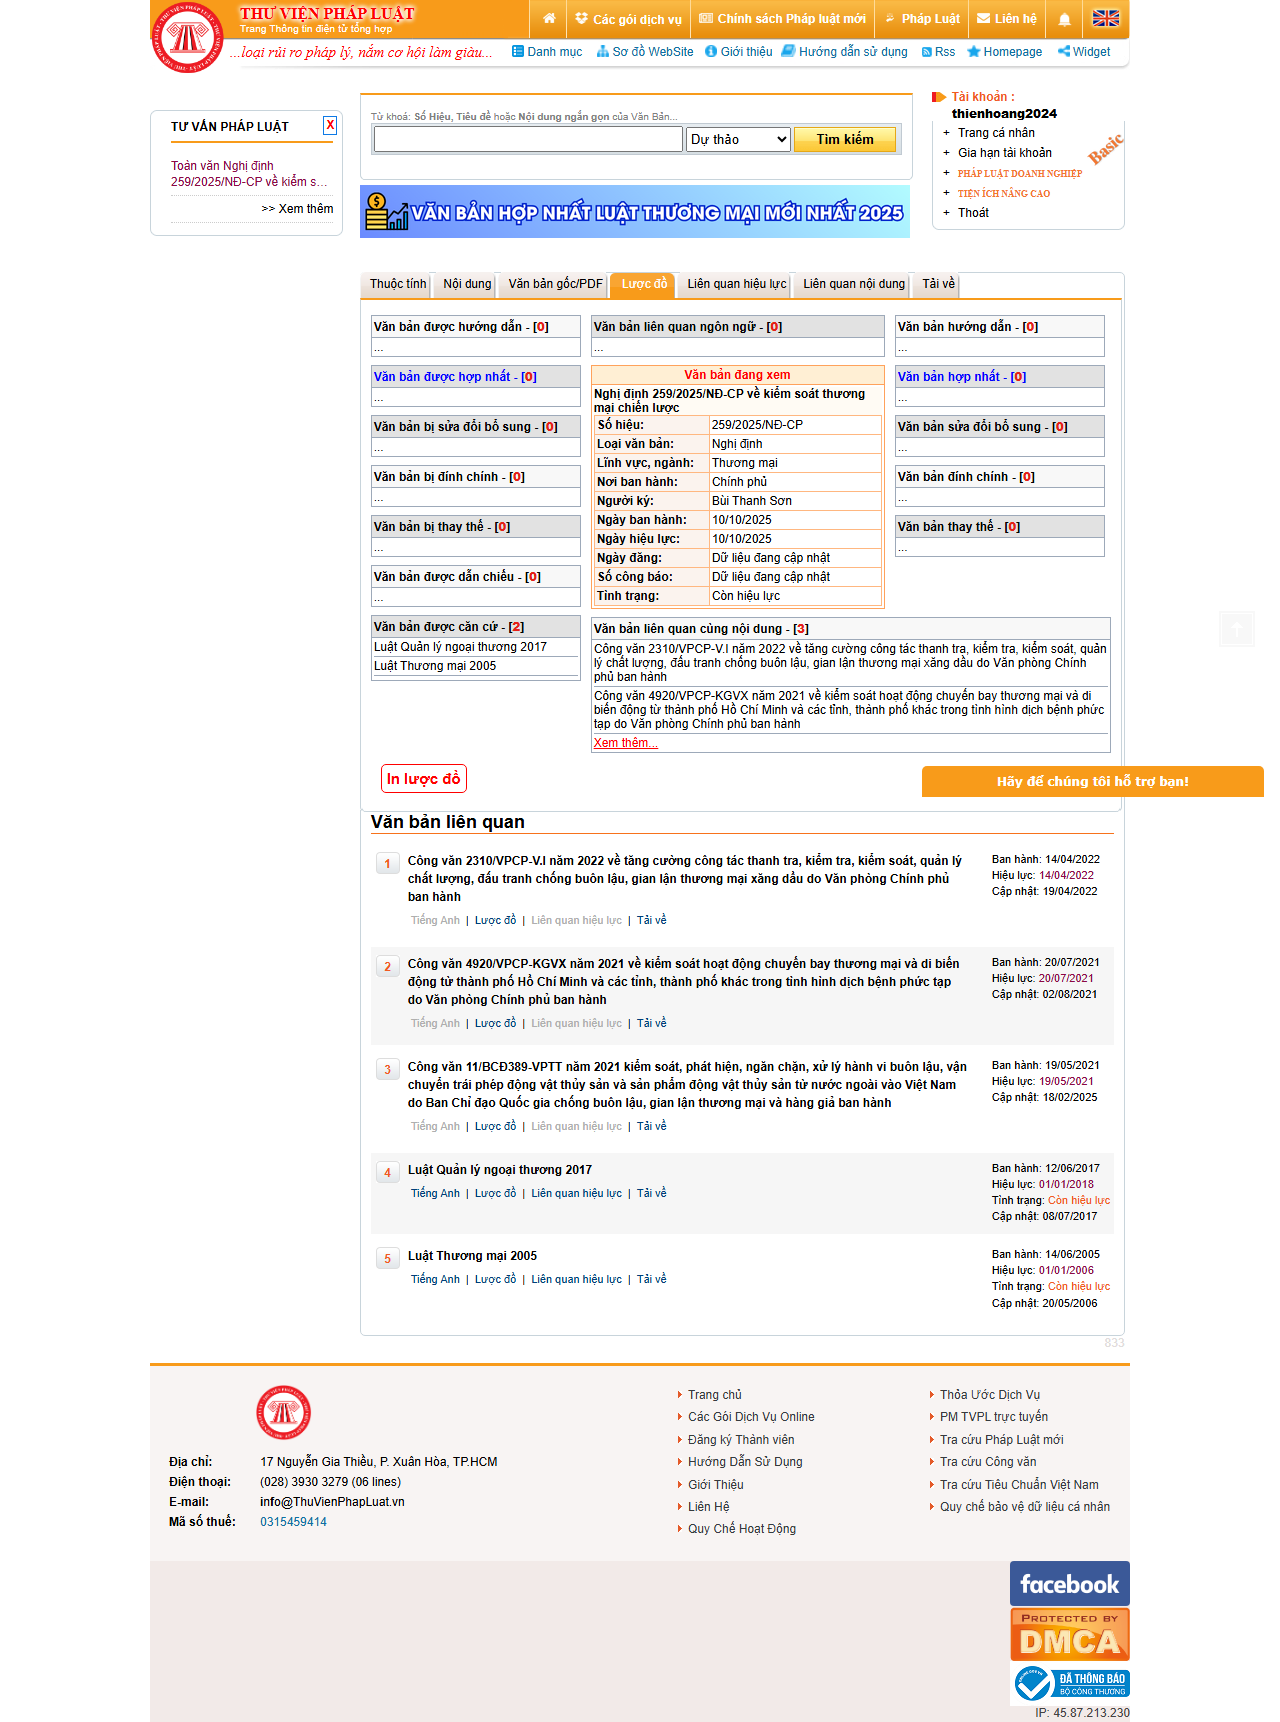 THƯ VIỆN PHÁP LUẬT
Trang Thông tin điện tử tổng hợp
Các gói dịch vụ
Chính sách Pháp luật mới
Pháp Luật
Liên hệ
...loại rủi ro pháp lý, nắm cơ hội làm giàu...
Danh mục
Sơ đồ WebSite
Giới thiệu
Hướng dẫn sử dụng
Rss
Homepage
Widget
TƯ VẤN PHÁP LUẬT
X
Toàn văn Nghị định
259/2025/NĐ-CP về kiểm s...
>> Xem thêm
Từ khoá: Số Hiệu, Tiêu đề hoặc Nội dung ngắn gọn của Văn Bản...
Dự thảo
Tìm kiếm
VĂN BẢN HỢP NHẤT LUẬT THƯƠNG MẠI MỚI NHẤT 2025
Tài khoản :
thienhoang2024
+ Trang cá nhân
+ Gia hạn tài khoản
+ PHÁP LUẬT DOANH NGHIỆP
+ TIỆN ÍCH NÂNG CAO
+ Thoát
Basic
Thuộc tính
Nội dung
Văn bản gốc/PDF
Lược đồ
Liên quan hiệu lực
Liên quan nội dung
Tải về
Văn bản được hướng dẫn - [0]
...
Văn bản được hợp nhất - [0]
...
Văn bản bị sửa đổi bổ sung - [0]
...
Văn bản bị đính chính - [0]
...
Văn bản bị thay thế - [0]
...
Văn bản được dẫn chiếu - [0]
...
Văn bản được căn cứ - [2]
Luật Quản lý ngoại thương 2017
Luật Thương mại 2005
Văn bản liên quan ngôn ngữ - [0]
...
Văn bản đang xem
Nghị định 259/2025/NĐ-CP về kiểm soát thương
mại chiến lược
Số hiệu: 259/2025/NĐ-CP
Loại văn bản: Nghị định
Lĩnh vực, ngành: Thương mại
Nơi ban hành: Chính phủ
Người ký: Bùi Thanh Sơn
Ngày ban hành: 10/10/2025
Ngày hiệu lực: 10/10/2025
Ngày đăng: Dữ liệu đang cập nhật
Số công báo: Dữ liệu đang cập nhật
Tình trạng: Còn hiệu lực
Văn bản hướng dẫn - [0]
...
Văn bản hợp nhất - [0]
...
Văn bản sửa đổi bổ sung - [0]
...
Văn bản đính chính - [0]
...
Văn bản thay thế - [0]
...
Văn bản liên quan cùng nội dung - [3]
Công văn 2310/VPCP-V.I năm 2022 về tăng cường công tác thanh tra, kiểm tra, kiểm soát, quản
lý chất lượng, đấu tranh chống buôn lậu, gian lận thương mại xăng dầu do Văn phòng Chính
phủ ban hành
Công văn 4920/VPCP-KGVX năm 2021 về kiểm soát hoạt động chuyến bay thương mại và di
biến động từ thành phố Hồ Chí Minh và các tỉnh, thành phố khác trong tình hình dịch bệnh phức
tạp do Văn phòng Chính phủ ban hành
Xem thêm...
In lược đồ
Hãy để chúng tôi hỗ trợ bạn!
Văn bản liên quan
1
Công văn 2310/VPCP-V.I năm 2022 về tăng cường công tác thanh tra, kiểm tra, kiểm soát, quản lý
chất lượng, đấu tranh chống buôn lậu, gian lận thương mại xăng dầu do Văn phòng Chính phủ
ban hành
Tiếng Anh | Lược đồ | Liên quan hiệu lực | Tải về
Ban hành: 14/04/2022
Hiệu lực: 14/04/2022
Cập nhật: 19/04/2022
2
Công văn 4920/VPCP-KGVX năm 2021 về kiểm soát hoạt động chuyến bay thương mại và di biến
động từ thành phố Hồ Chí Minh và các tỉnh, thành phố khác trong tình hình dịch bệnh phức tạp
do Văn phòng Chính phủ ban hành
Tiếng Anh | Lược đồ | Liên quan hiệu lực | Tải về
Ban hành: 20/07/2021
Hiệu lực: 20/07/2021
Cập nhật: 02/08/2021
3
Công văn 11/BCĐ389-VPTT năm 2021 kiểm soát, phát hiện, ngăn chặn, xử lý hành vi buôn lậu, vận
chuyển trái phép động vật thủy sản và sản phẩm động vật thủy sản từ nước ngoài vào Việt Nam
do Ban Chỉ đạo Quốc gia chống buôn lậu, gian lận thương mại và hàng giả ban hành
Tiếng Anh | Lược đồ | Liên quan hiệu lực | Tải về
Ban hành: 19/05/2021
Hiệu lực: 19/05/2021
Cập nhật: 18/02/2025
4
Luật Quản lý ngoại thương 2017
Tiếng Anh | Lược đồ | Liên quan hiệu lực | Tải về
Ban hành: 12/06/2017
Hiệu lực: 01/01/2018
Tình trạng: Còn hiệu lực
Cập nhật: 08/07/2017
5
Luật Thương mại 2005
Tiếng Anh | Lược đồ | Liên quan hiệu lực | Tải về
Ban hành: 14/06/2005
Hiệu lực: 01/01/2006
Tình trạng: Còn hiệu lực
Cập nhật: 20/05/2006
833
Địa chỉ: 17 Nguyễn Gia Thiều, P. Xuân Hòa, TP.HCM
Điện thoại: (028) 3930 3279 (06 lines)
E-mail: info@ThuVienPhapLuat.vn
Mã số thuế: 0315459414
Trang chủ
Các Gói Dịch Vụ Online
Đăng ký Thành viên
Hướng Dẫn Sử Dụng
Giới Thiệu
Liên Hệ
Quy Chế Hoạt Động
Thỏa Ước Dịch Vụ
PM TVPL trực tuyến
Tra cứu Pháp Luật mới
Tra cứu Công văn
Tra cứu Tiêu Chuẩn Việt Nam
Quy chế bảo vệ dữ liệu cá nhân
facebook
PROTECTED BY
DMCA
ĐÃ THÔNG BÁO
BỘ CÔNG THƯƠNG
IP: 45.87.213.230